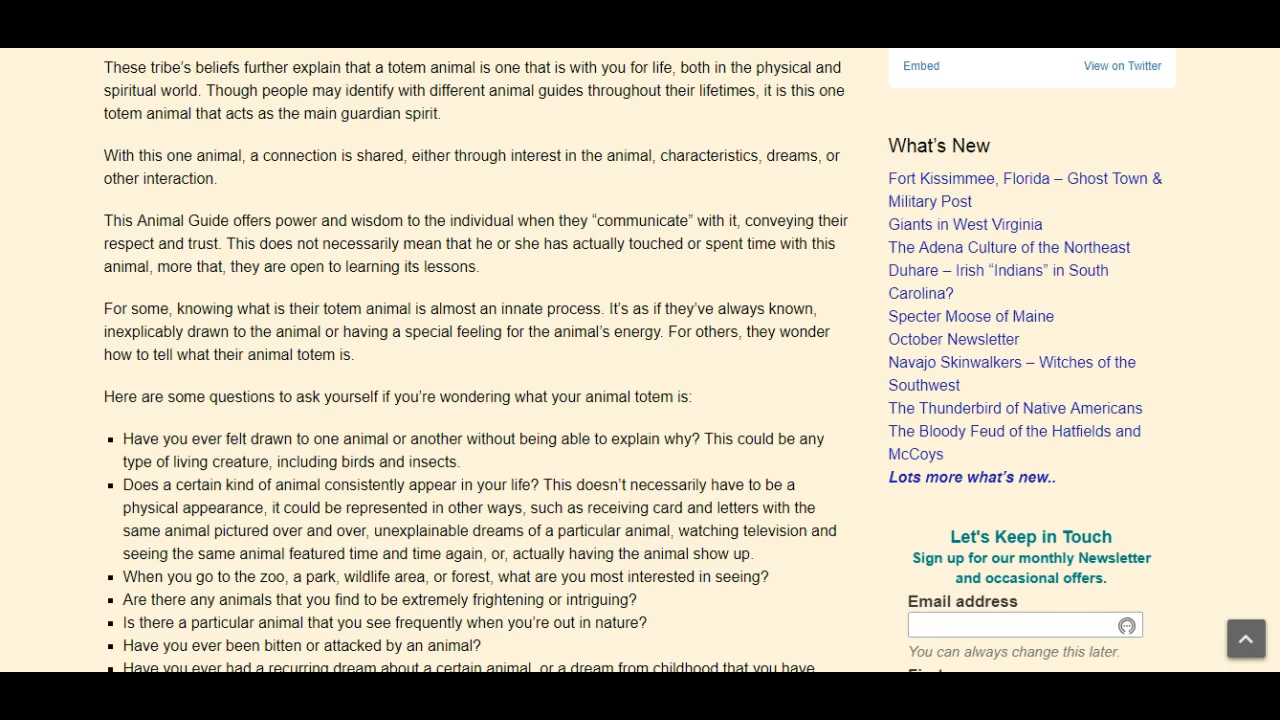 These tribe’s beliefs further explain that a totem animal is one that is with you for life, both in the physical and
spiritual world. Though people may identify with different animal guides throughout their lifetimes, it is this one
totem animal that acts as the main guardian spirit.
With this one animal, a connection is shared, either through interest in the animal, characteristics, dreams, or
other interaction.
This Animal Guide offers power and wisdom to the individual when they “communicate” with it, conveying their
respect and trust. This does not necessarily mean that he or she has actually touched or spent time with this
animal, more that, they are open to learning its lessons.
For some, knowing what is their totem animal is almost an innate process. It’s as if they’ve always known,
inexplicably drawn to the animal or having a special feeling for the animal’s energy. For others, they wonder
how to tell what their animal totem is.
Here are some questions to ask yourself if you’re wondering what your animal totem is:
Have you ever felt drawn to one animal or another without being able to explain why? This could be any
type of living creature, including birds and insects.
Does a certain kind of animal consistently appear in your life? This doesn’t necessarily have to be a
physical appearance, it could be represented in other ways, such as receiving card and letters with the
same animal pictured over and over, unexplainable dreams of a particular animal, watching television and
seeing the same animal featured time and time again, or, actually having the animal show up.
When you go to the zoo, a park, wildlife area, or forest, what are you most interested in seeing?
Are there any animals that you find to be extremely frightening or intriguing?
Is there a particular animal that you see frequently when you’re out in nature?
Have you ever been bitten or attacked by an animal?
Have you ever had a recurring dream about a certain animal, or a dream from childhood that you have
Embed
View on Twitter
What’s New
Fort Kissimmee, Florida – Ghost Town &
Military Post
Giants in West Virginia
The Adena Culture of the Northeast
Duhare – Irish “Indians” in South
Carolina?
Specter Moose of Maine
October Newsletter
Navajo Skinwalkers – Witches of the
Southwest
The Thunderbird of Native Americans
The Bloody Feud of the Hatfields and
McCoys
Lots more what’s new..
Let's Keep in Touch
Sign up for our monthly Newsletter
and occasional offers.
Email address
You can always change this later.